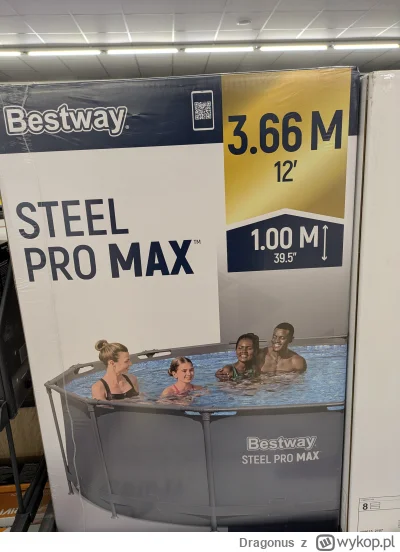 Bestway
3.66 M
12'
STEEL
PRO MAX™
1.00 M
39.5"
Bestway
STEEL PRO MAX
8
Dragonus z wykop.pl